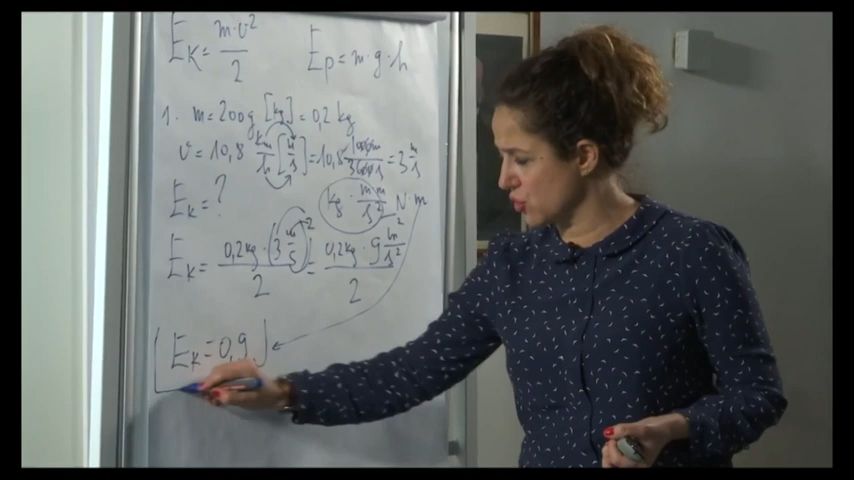 Ek = m·v²/2    Ep = m·g·h
1. m = 200g [kg] = 0,2 kg
v = 10,8 km/h [m/s] = 10,8 1000m/3600s = 3 m/s
Ek = ?    kg · m·m/s²    N·m
Ek = 0,2kg · (3 m/s)²/2 = 0,2kg · 9 m²/s²/2
Ek = 0,9 J